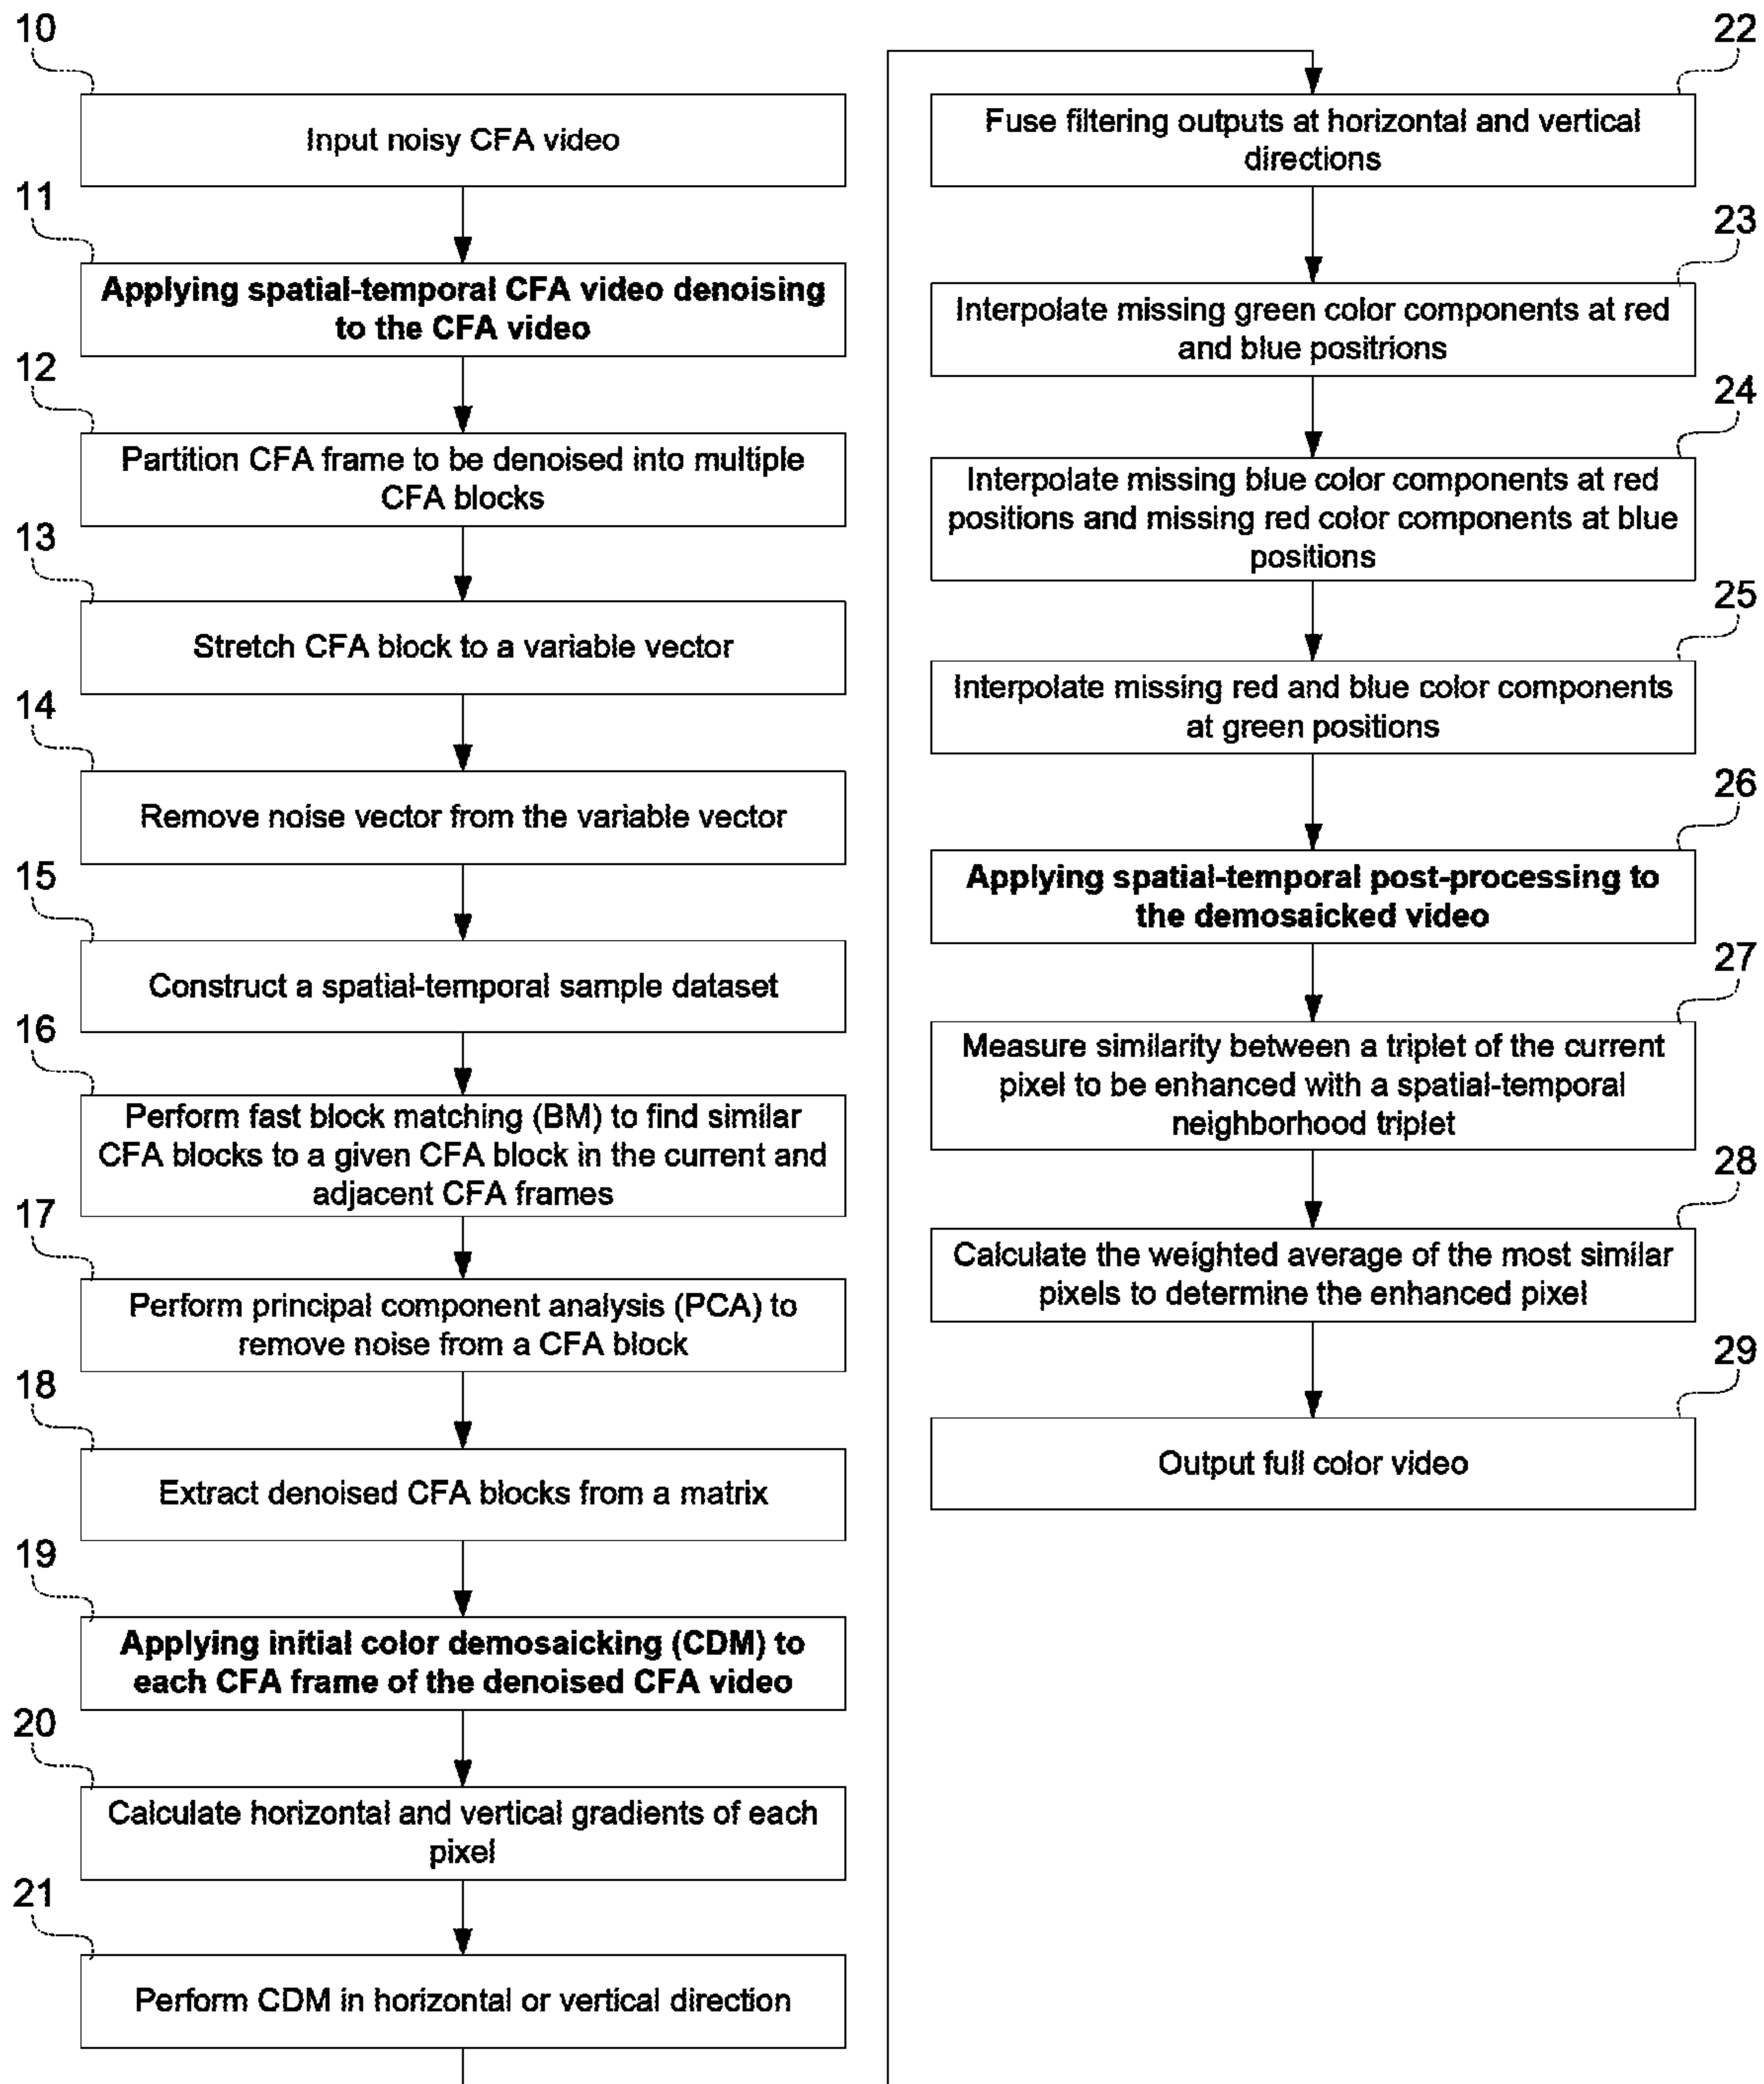 10
Input noisy CFA video
11
Applying spatial-temporal CFA video denoising
to the CFA video
12
Partition CFA frame to be denoised into multiple
CFA blocks
13
Stretch CFA block to a variable vector
14
Remove noise vector from the variable vector
15
Construct a spatial-temporal sample dataset
16
Perform fast block matching (BM) to find similar
CFA blocks to a given CFA block in the current and
adjacent CFA frames
17
Perform principal component analysis (PCA) to
remove noise from a CFA block
18
Extract denoised CFA blocks from a matrix
19
Applying initial color demosaicking (CDM) to
each CFA frame of the denoised CFA video
20
Calculate horizontal and vertical gradients of each
pixel
21
Perform CDM in horizontal or vertical direction
22
Fuse filtering outputs at horizontal and vertical
directions
23
Interpolate missing green color components at red
and blue positrions
24
Interpolate missing blue color components at red
positions and missing red color components at blue
positions
25
Interpolate missing red and blue color components
at green positions
26
Applying spatial-temporal post-processing to
the demosaicked video
27
Measure similarity between a triplet of the current
pixel to be enhanced with a spatial-temporal
neighborhood triplet
28
Calculate the weighted average of the most similar
pixels to determine the enhanced pixel
29
Output full color video